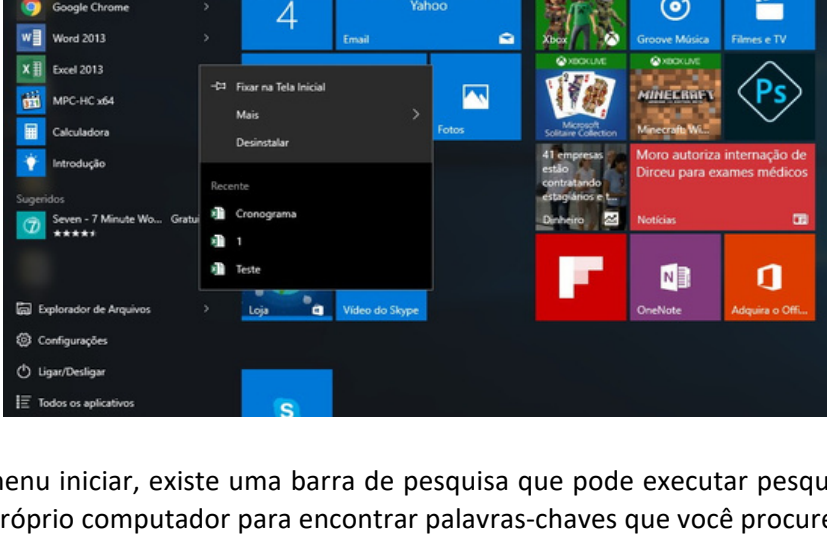 Google Chrome
Word 2013
Excel 2013
MPC-HC x64
Calculadora
Introdução
Sugeridos
Seven - 7 Minute Wo... Gratui
Explorador de Arquivos
Configurações
Ligar/Desligar
Todos os aplicativos
Fixar na Tela Inicial
Mais
Desinstalar
Recente
Cronograma
1
Teste
4
Yahoo
Email
Fotos
Loja
Vídeo do Skype
Xbox
Groove Música
Filmes e TV
XBOX LIVE
Microsoft
Solitaire Collection
XBOX LIVE
MINECRAFT
Minecraft: Wi...
Ps
41 empresas
estão
contratando
estagiários e t...
Dinheiro
Moro autoriza internação de
Dirceu para exames médicos
Notícias
OneNote
Adquira o Offi...
menu iniciar, existe uma barra de pesquisa que pode executar pesqu
róprio computador para encontrar palavras-chaves que você procure